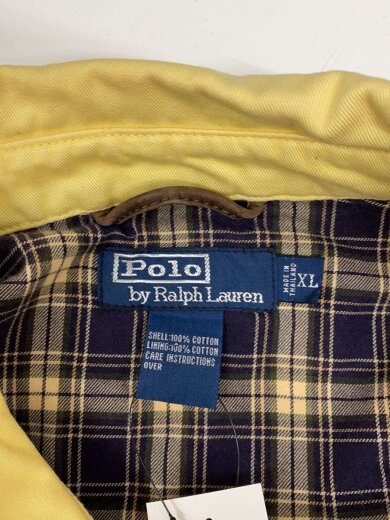 Polo
by Ralph Lauren
MADE IN
THAILAND
XL
SHELL:100% COTTON
LINING:100% COTTON
CARE INSTRUCTIONS
OVER